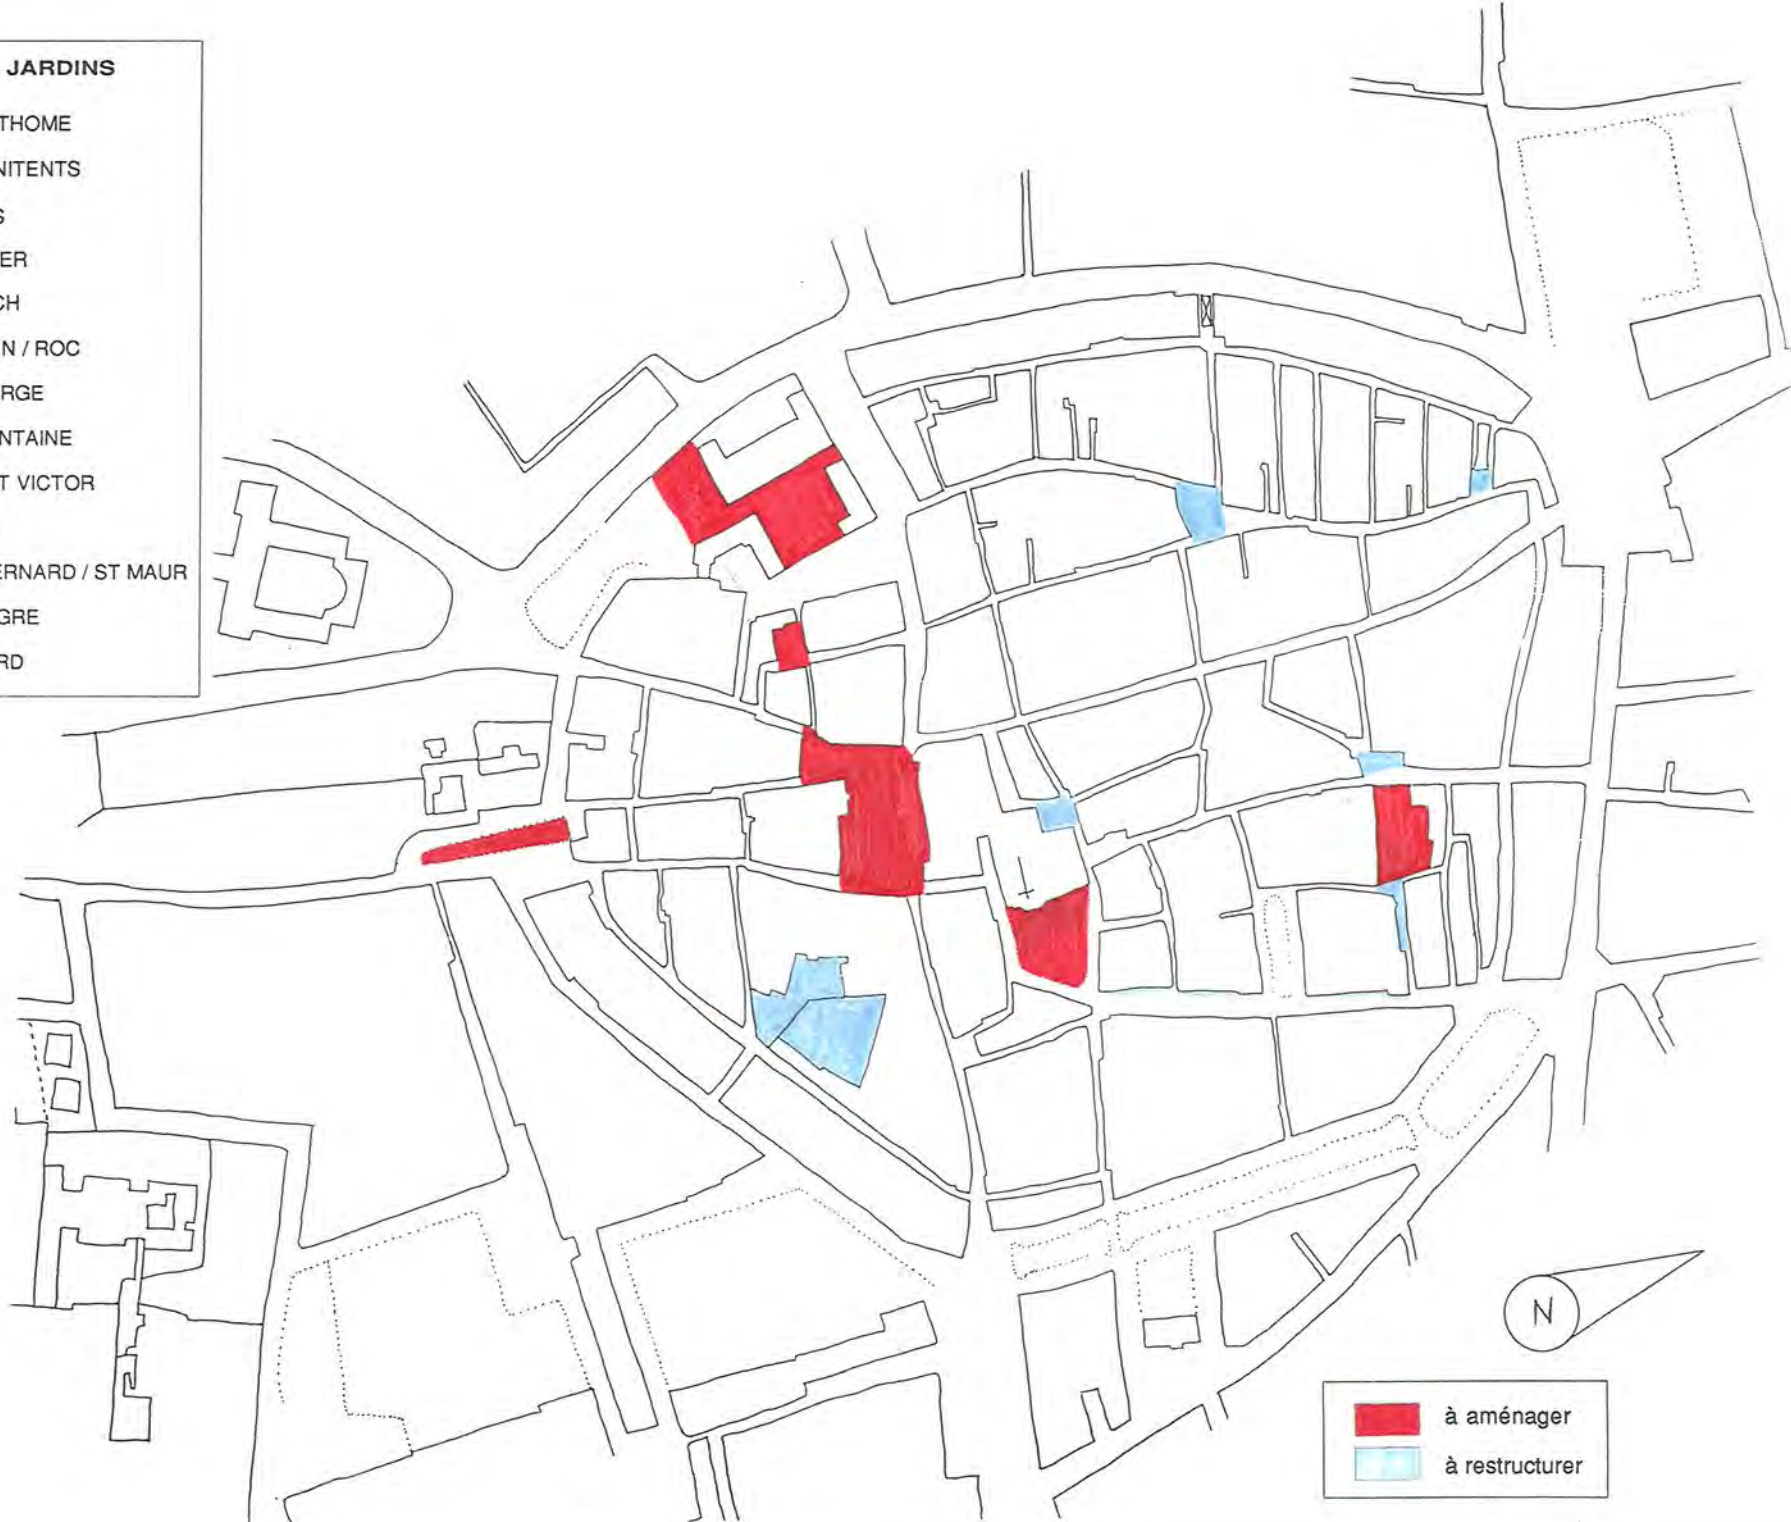 JARDINS
THOME
NITENTS
S
ER
CH
N / ROC
RGE
NTAINE
T VICTOR
ERNARD / ST MAUR
GRE
RD
N
à aménager
à restructurer